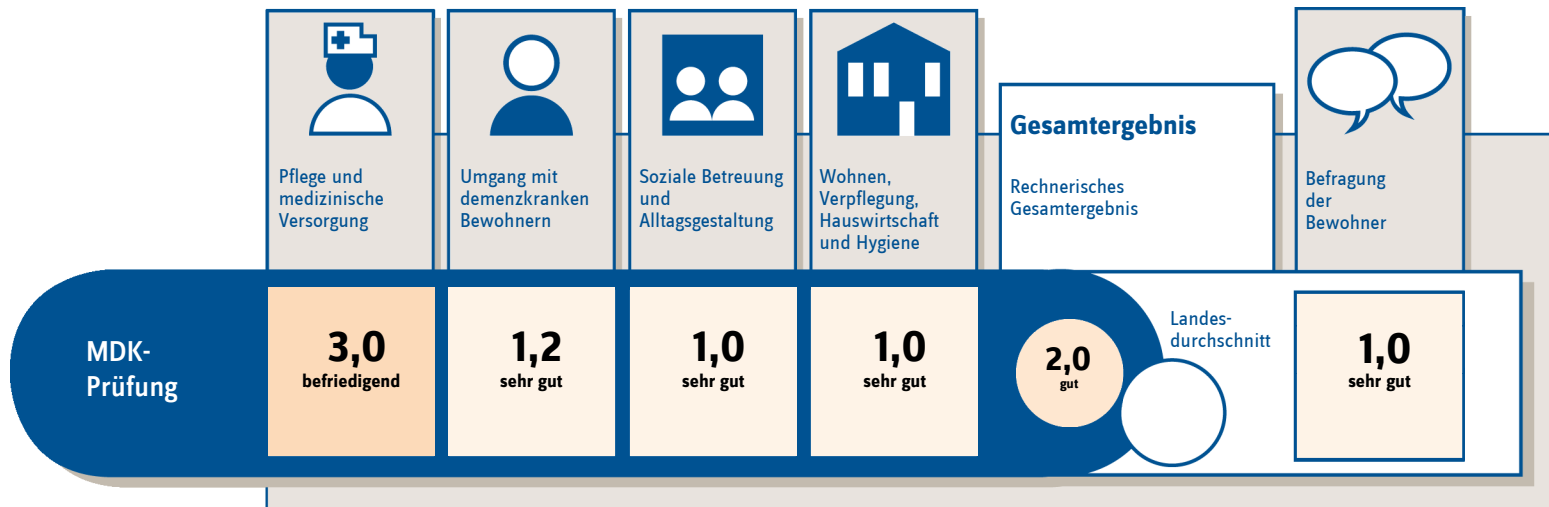 Pflege und
medizinische
Versorgung
Umgang mit
demenzkranken
Bewohnern
Soziale Betreuung
und
Alltagsgestaltung
Wohnen,
Verpflegung,
Hauswirtschaft
und Hygiene
Gesamtergebnis
Rechnerisches
Gesamtergebnis
Befragung
der
Bewohner
MDK-
Prüfung
3,0
befriedigend
1,2
sehr gut
1,0
sehr gut
1,0
sehr gut
2,0
gut
Landes-
durchschnitt
1,0
sehr gut